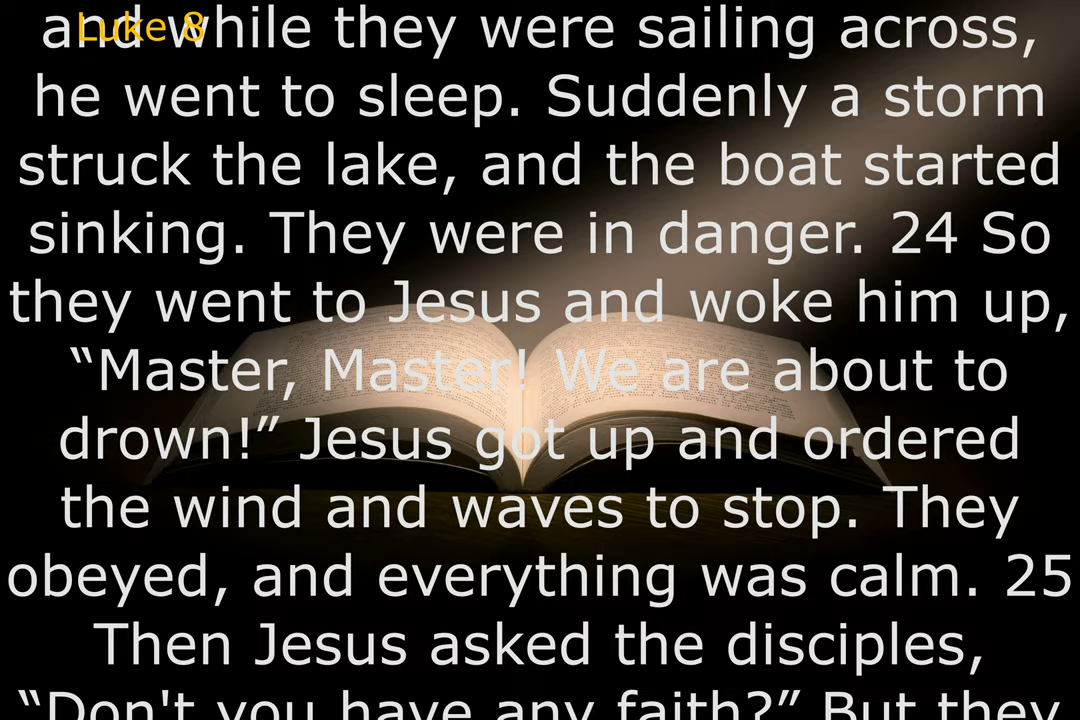 Luke 8
and while they were sailing across,
he went to sleep. Suddenly a storm
struck the lake, and the boat started
sinking. They were in danger. 24 So
they went to Jesus and woke him up,
“Master, Master! We are about to
drown!” Jesus got up and ordered
the wind and waves to stop. They
obeyed, and everything was calm. 25
Then Jesus asked the disciples,
“Don't you have any faith?” But they